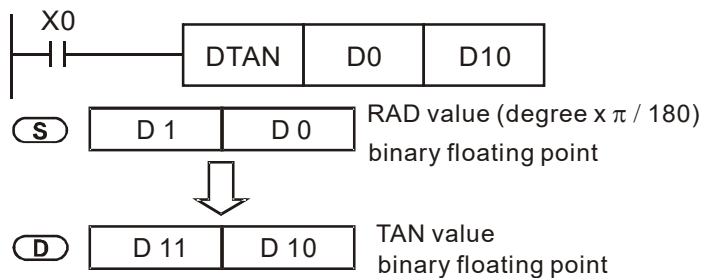 X0
DTAN D0 D10
S D 1 D 0 RAD value (degree x π / 180)
binary floating point
D D 11 D 10 TAN value
binary floating point